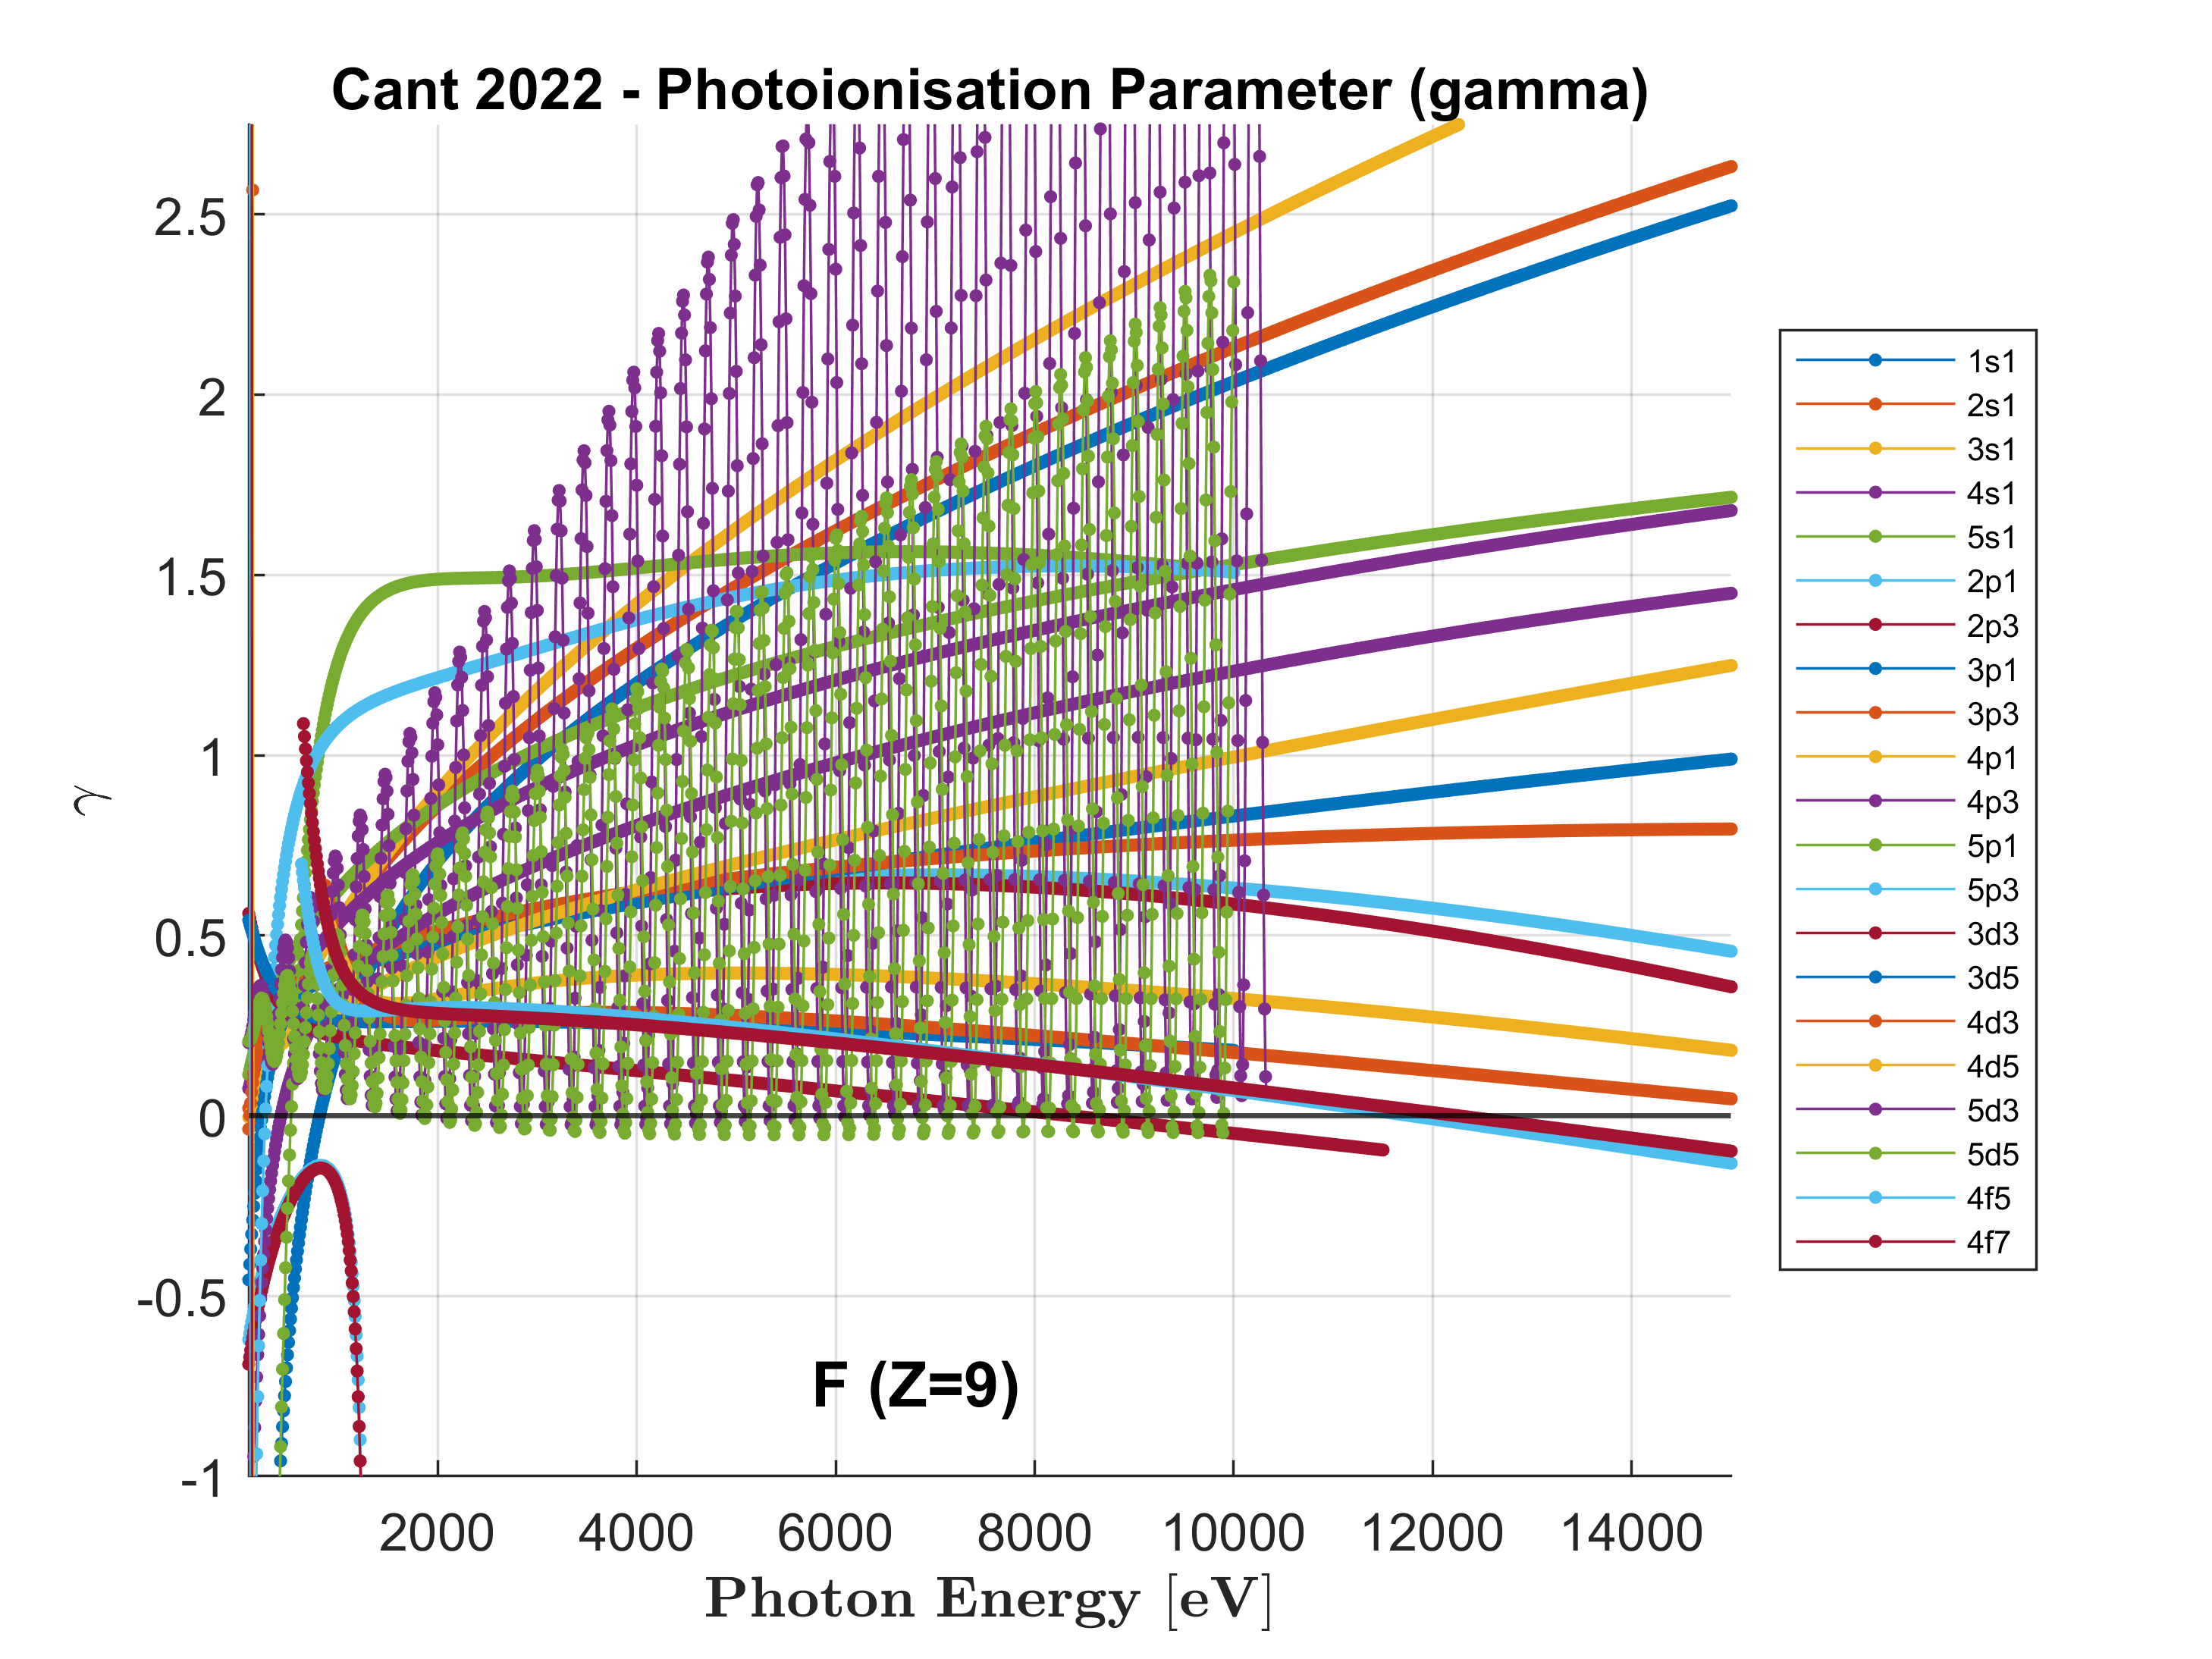 Cant 2022 - Photoionisation Parameter (gamma)
2.5
2
1.5
1
0.5
0
-0.5
-1
γ
F (Z=9)
2000 4000 6000 8000 10000 12000 14000
Photon Energy [eV]
1s1
2s1
3s1
4s1
5s1
2p1
2p3
3p1
3p3
4p1
4p3
5p1
5p3
3d3
3d5
4d3
4d5
5d3
5d5
4f5
4f7